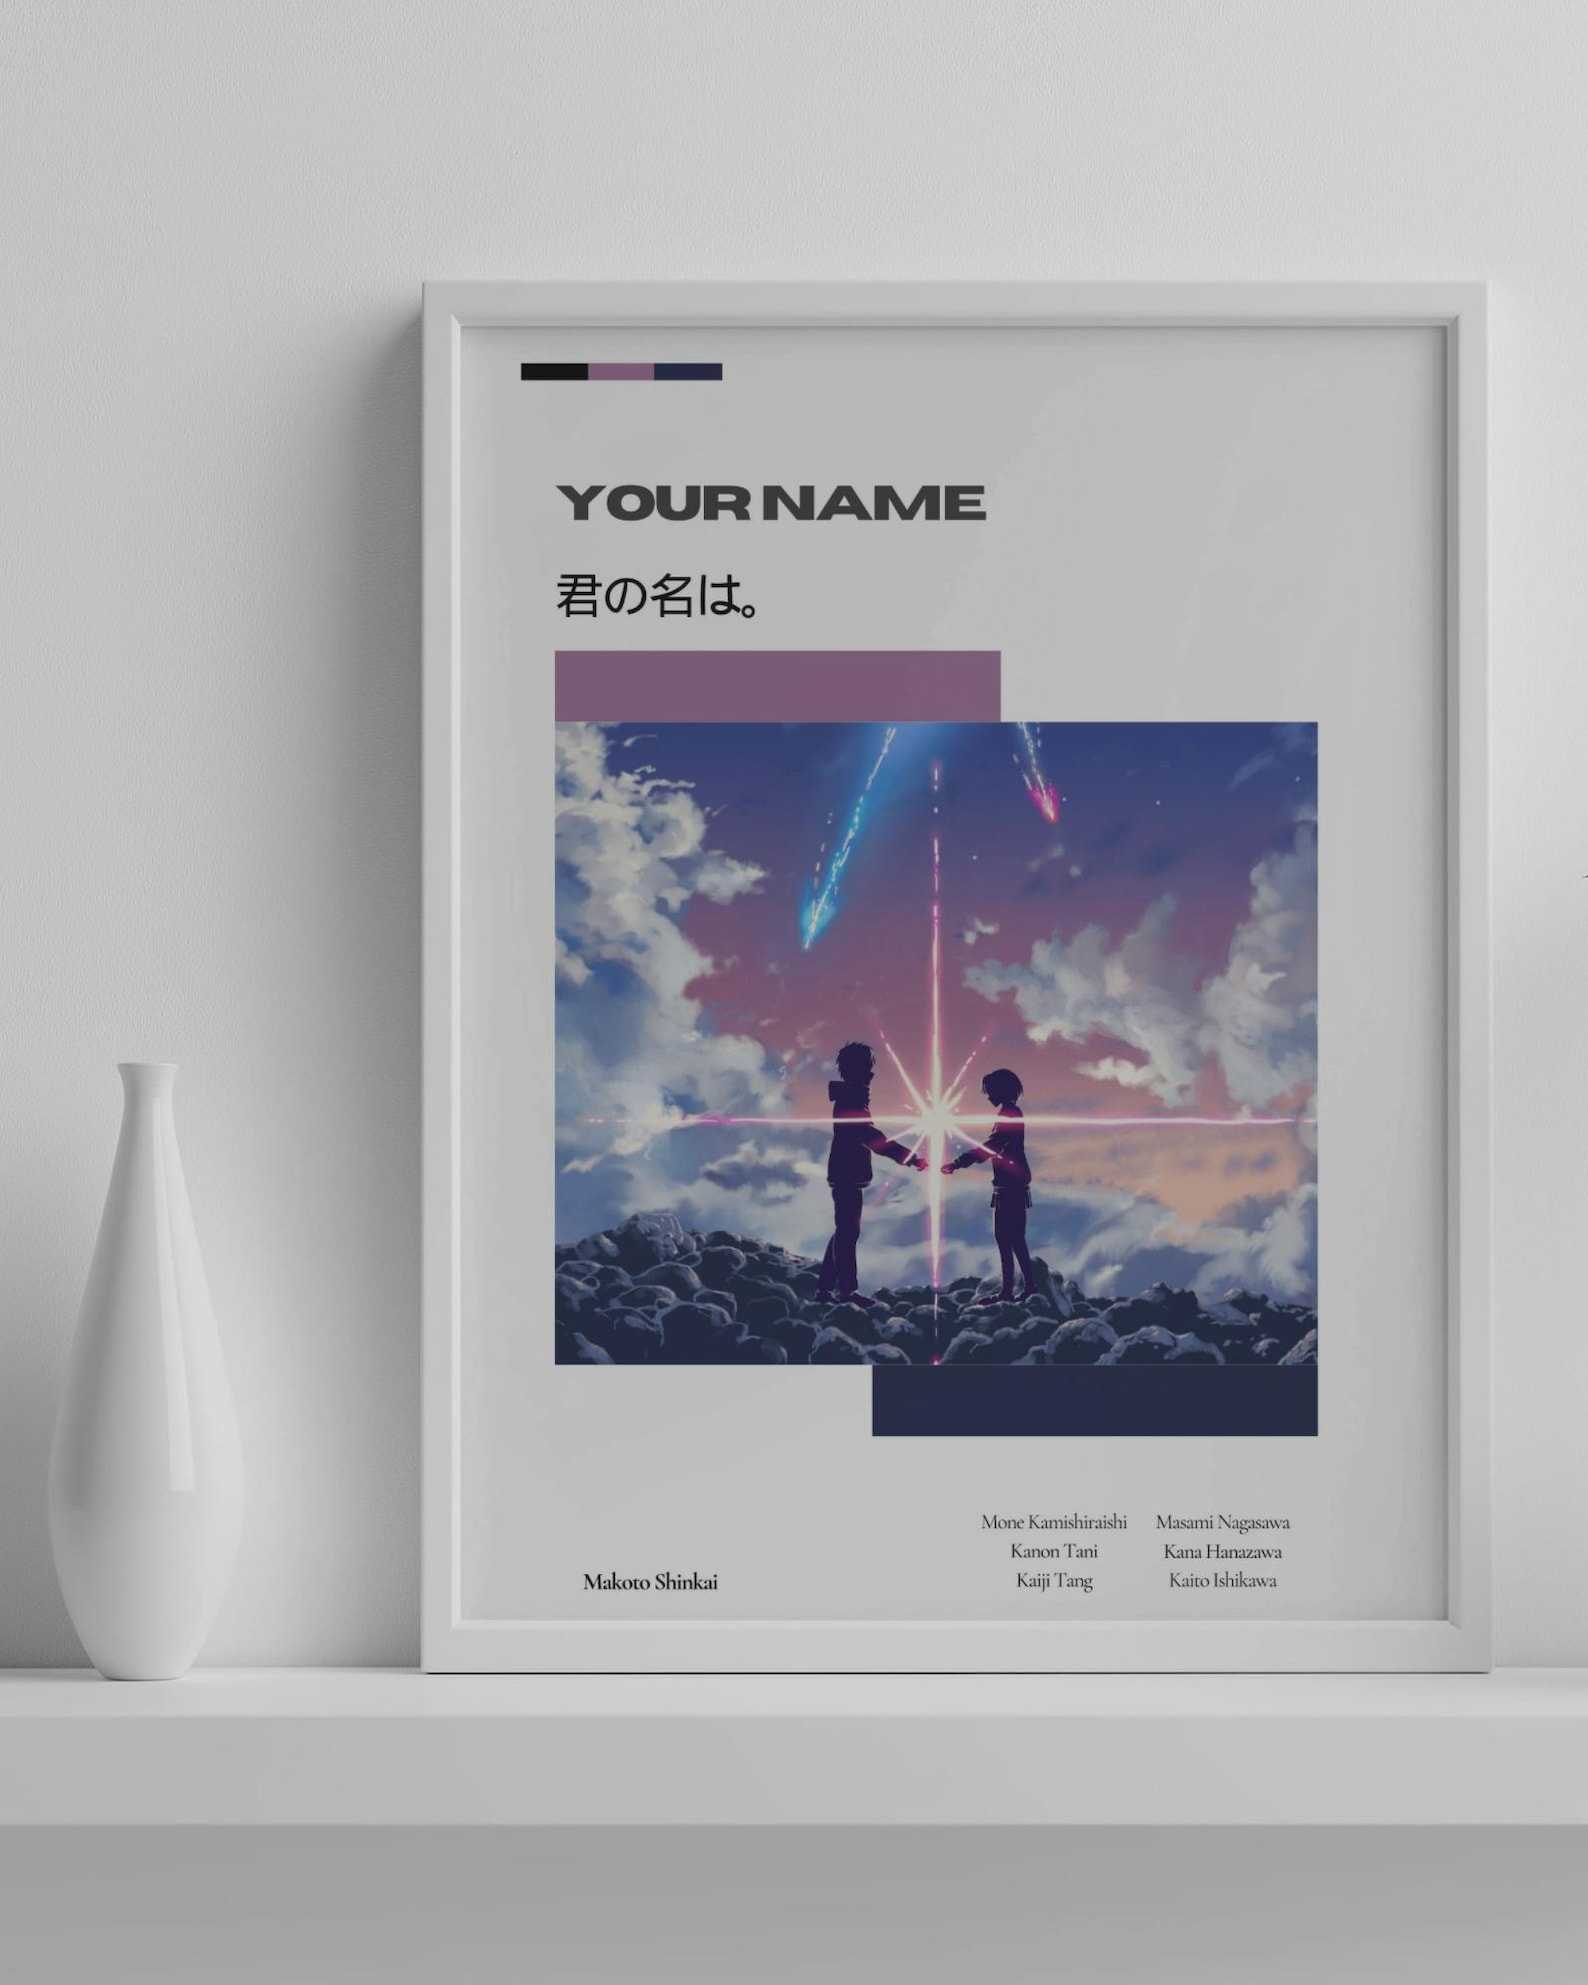 YOUR NAME
君の名は。
Makoto Shinkai
Mone Kamishiraishi
Kanon Tani
Kaiji Tang
Masami Nagasawa
Kana Hanazawa
Kaito Ishikawa